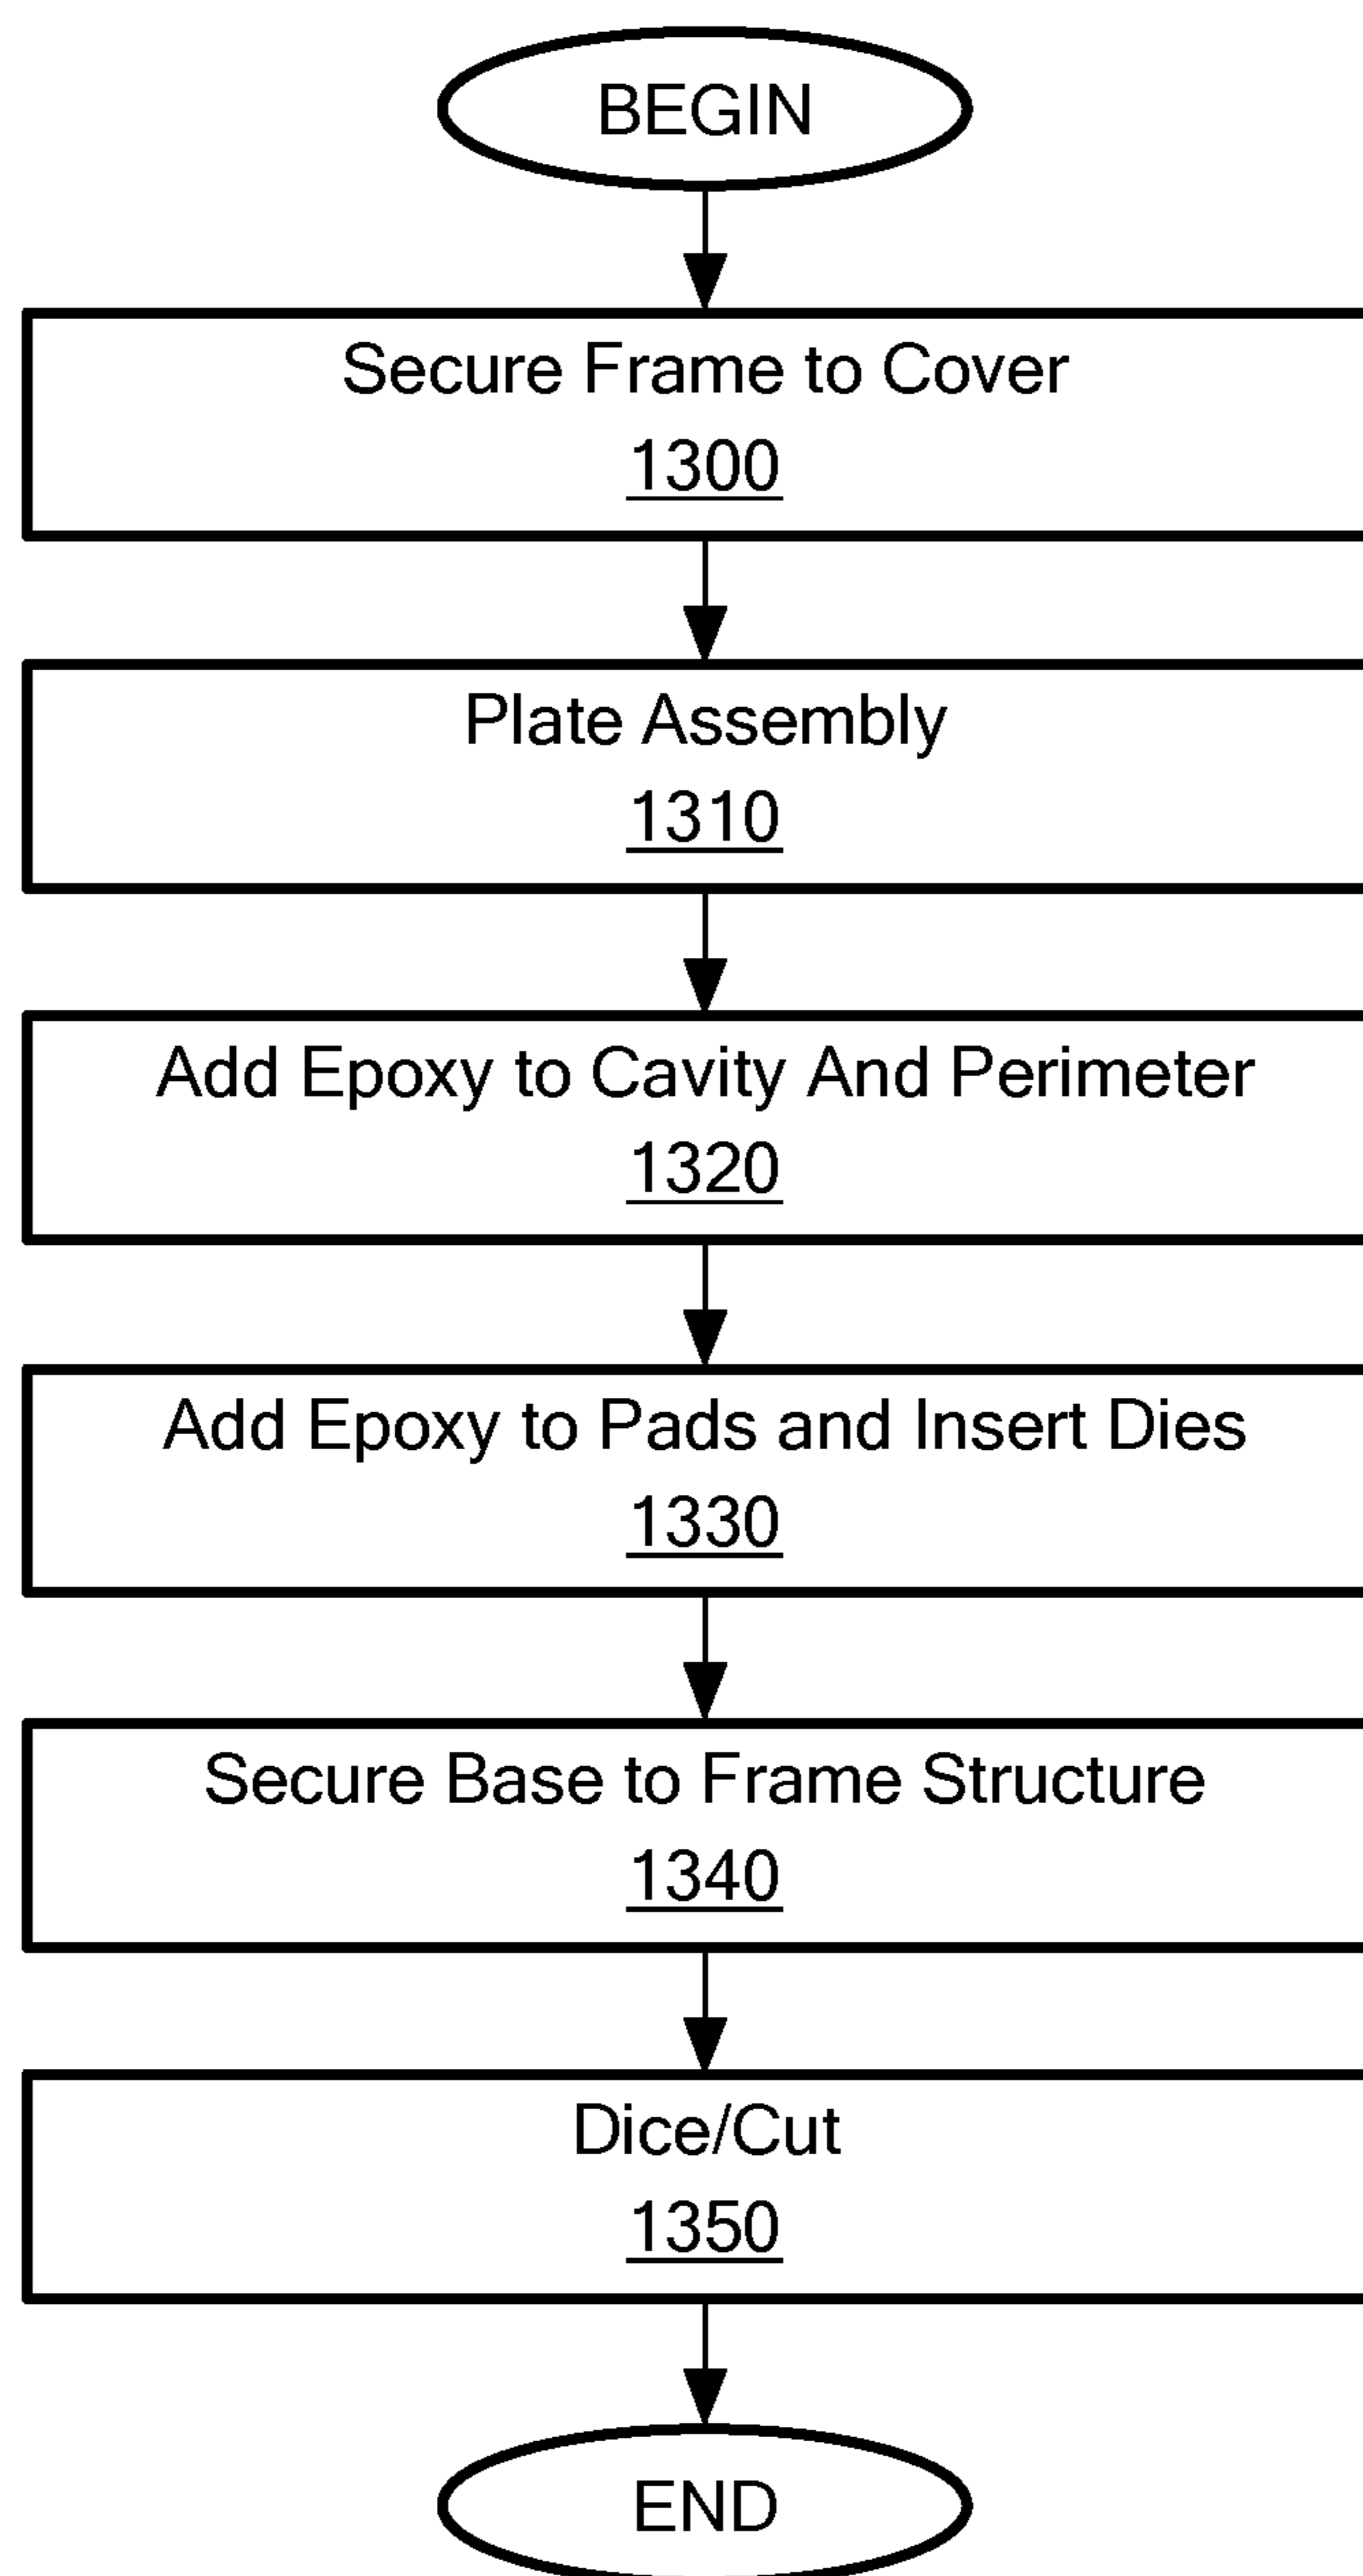 BEGIN
Secure Frame to Cover
1300
Plate Assembly
1310
Add Epoxy to Cavity And Perimeter
1320
Add Epoxy to Pads and Insert Dies
1330
Secure Base to Frame Structure
1340
Dice/Cut
1350
END